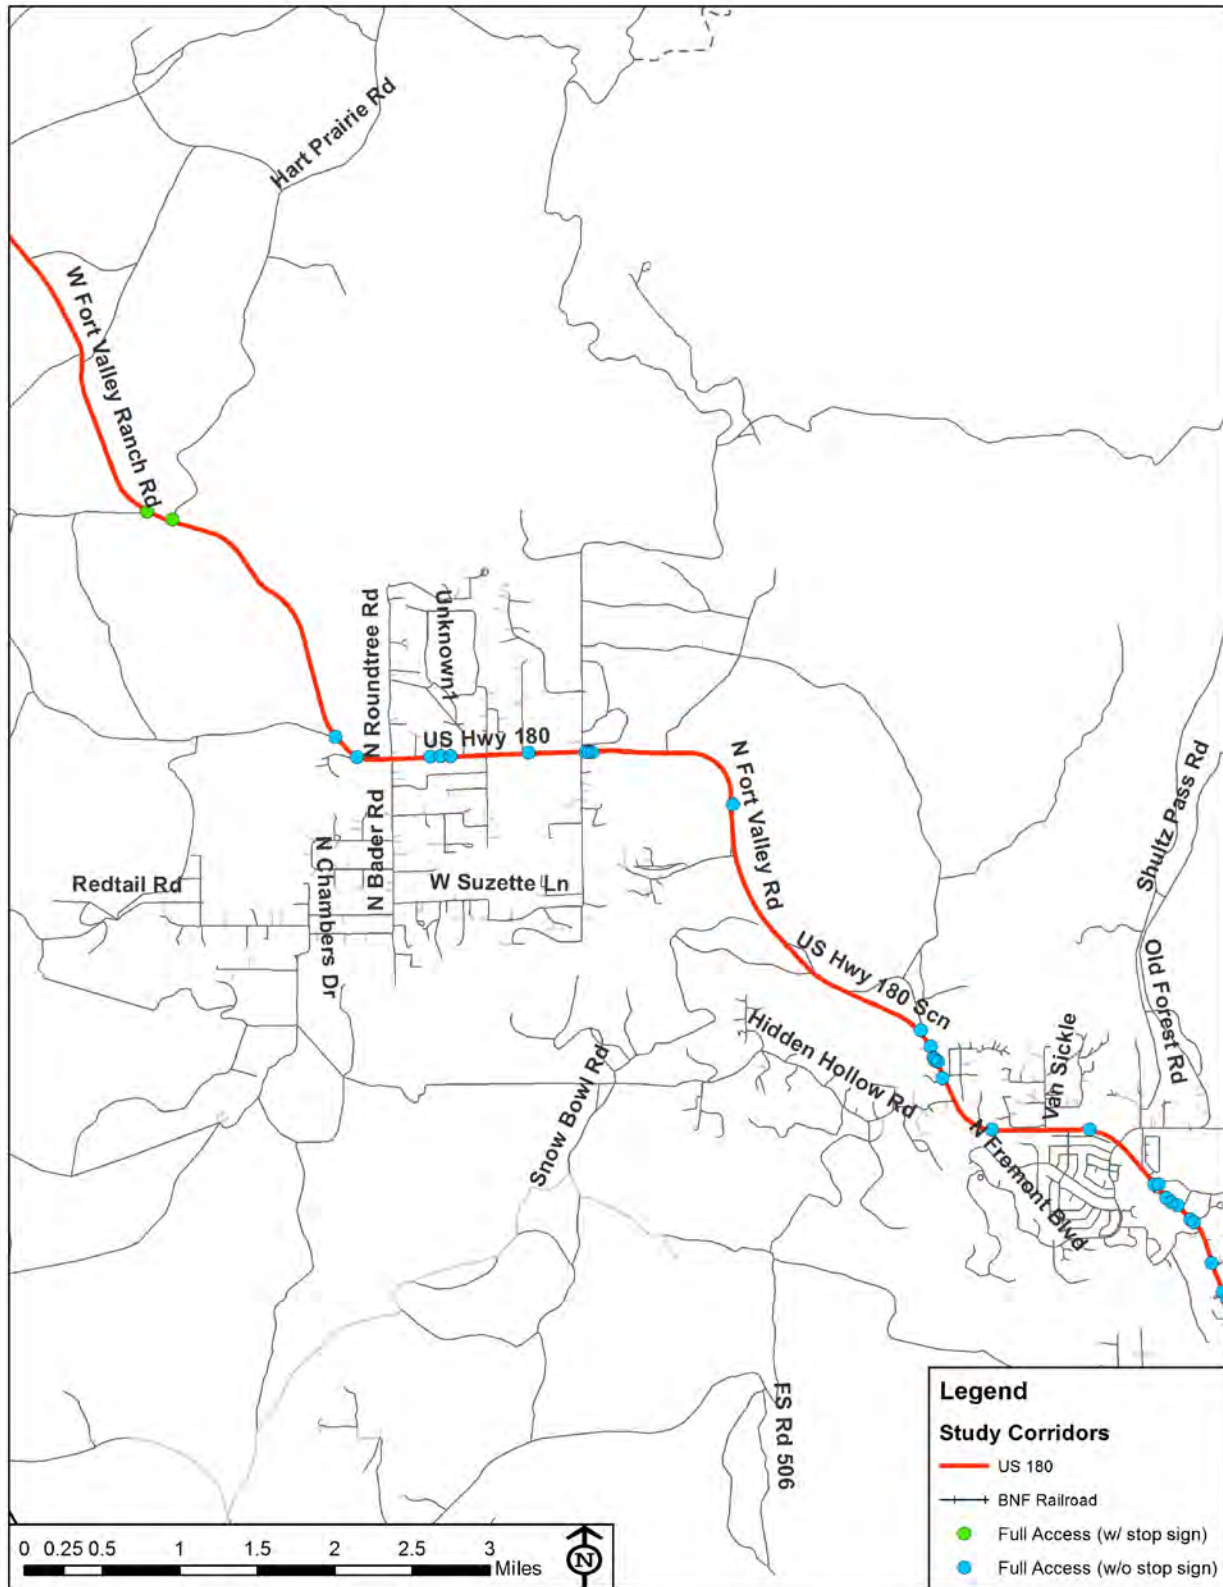 Hart Prairie Rd
W Fort Valley Ranch Rd
N Roundtree Rd
Unknown1
US Hwy 180
N Fort Valley Rd
Shultz Pass Rd
N Bader Rd
N Chambers Dr
Redtail Rd
W Suzette Ln
US Hwy 180 Scn
Old Forest Rd
Van Sickle
Hidden Hollow Rd
Snow Bowl Rd
N Fremont Blvd
FS Rd 506
Legend
Study Corridors
US 180
BNF Railroad
Full Access (w/ stop sign)
Full Access (w/o stop sign)
0 0.25 0.5 1 1.5 2 2.5 3
Miles
N